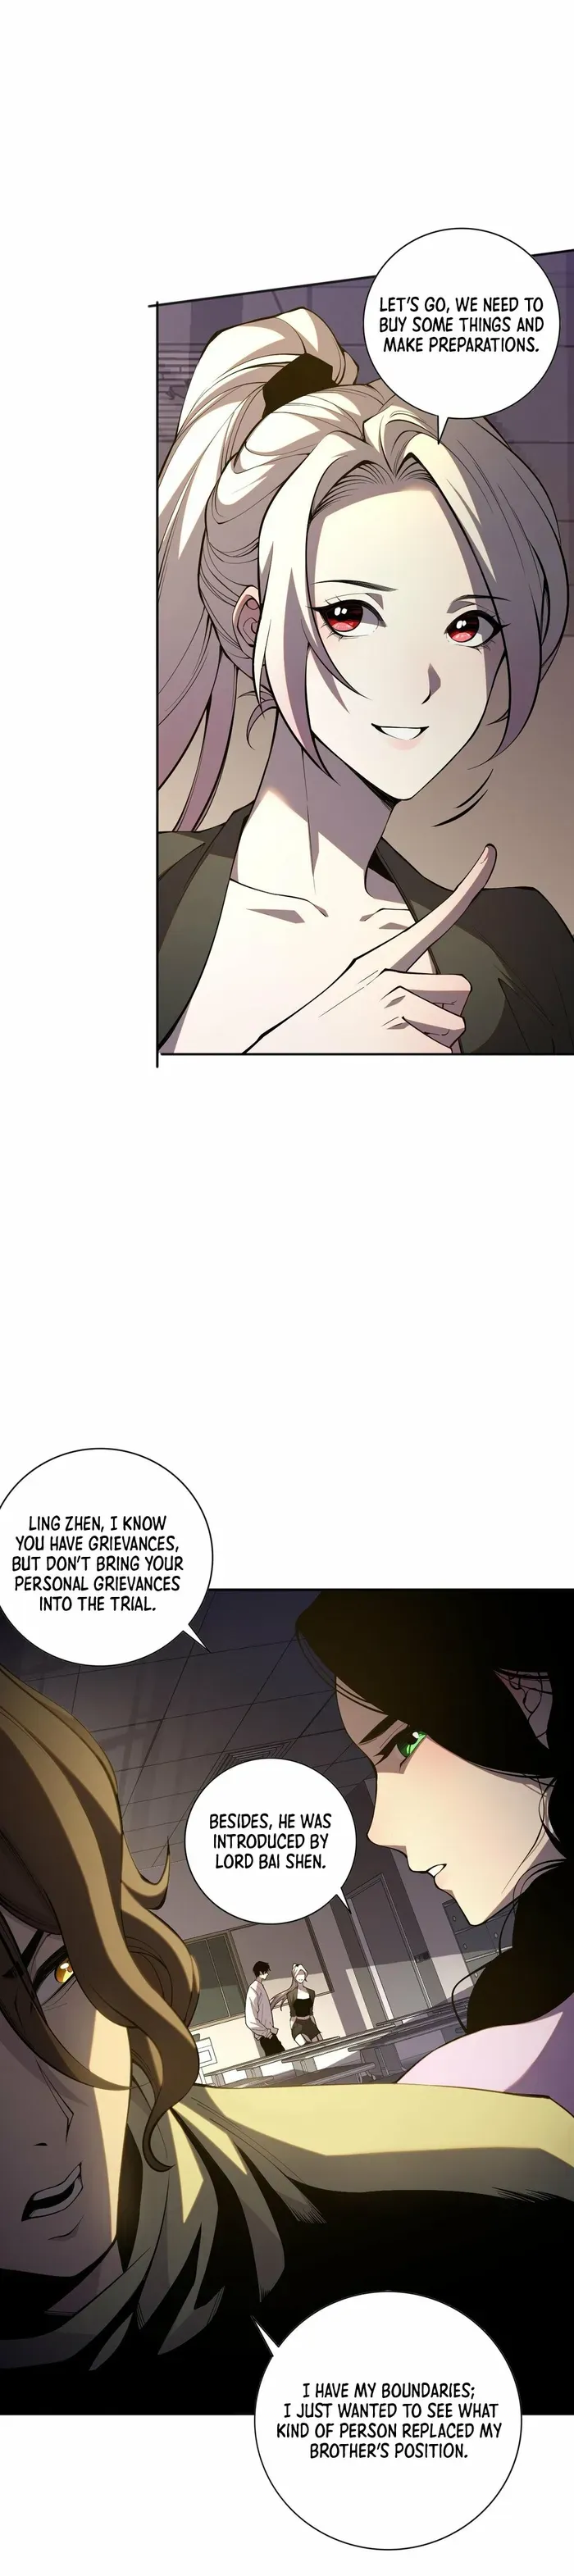 LET'S GO, WE NEED TO
BUY SOME THINGS AND
MAKE PREPARATIONS.
LING ZHEN, I KNOW
YOU HAVE GRIEVANCES,
BUT DON'T BRING YOUR
PERSONAL GRIEVANCES
INTO THE TRIAL.
BESIDES, HE WAS
INTRODUCED BY
LORD BAI SHEN.
I HAVE MY BOUNDARIES;
I JUST WANTED TO SEE WHAT
KIND OF PERSON REPLACED MY
BROTHER'S POSITION.